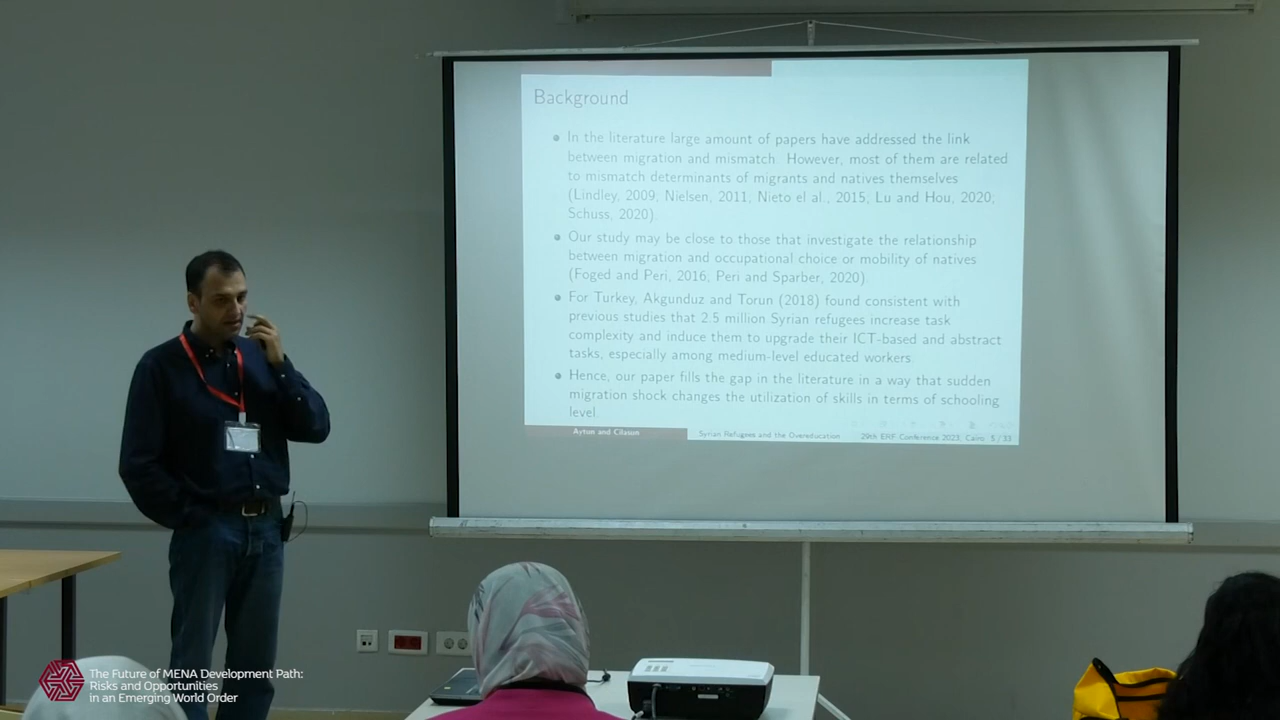 Background
In the literature large amount of papers have addressed the link
between migration and mismatch. However, most of them are related
to mismatch determinants of migrants and natives themselves
(Lindley, 2009, Nielsen, 2011, Nieto el al., 2015, Lu and Hou, 2020,
Schuss, 2020).
Our study may be close to those that investigate the relationship
between migration and occupational choice or mobility of natives
(Foged and Peri, 2016; Peri and Sparber, 2020)
For Turkey, Akgunduz and Torun (2018) found consistent with
previous studies that 2.5 million Syrian refugees increase task
complexity and induce them to upgrade their ICT-based and abstract
tasks, especially among medium-level educated workers.
Hence, our paper fills the gap in the literature in a way that sudden
migration shock changes the utilization of skills in terms of schooling
level.
Ayton and Cilasun Syrian Refugees and the Overeducation 29th ERF Conference 2023, Cairo 5 / 33
The Future of MENA Development Path:
Risks and Opportunities
in an Emerging World Order